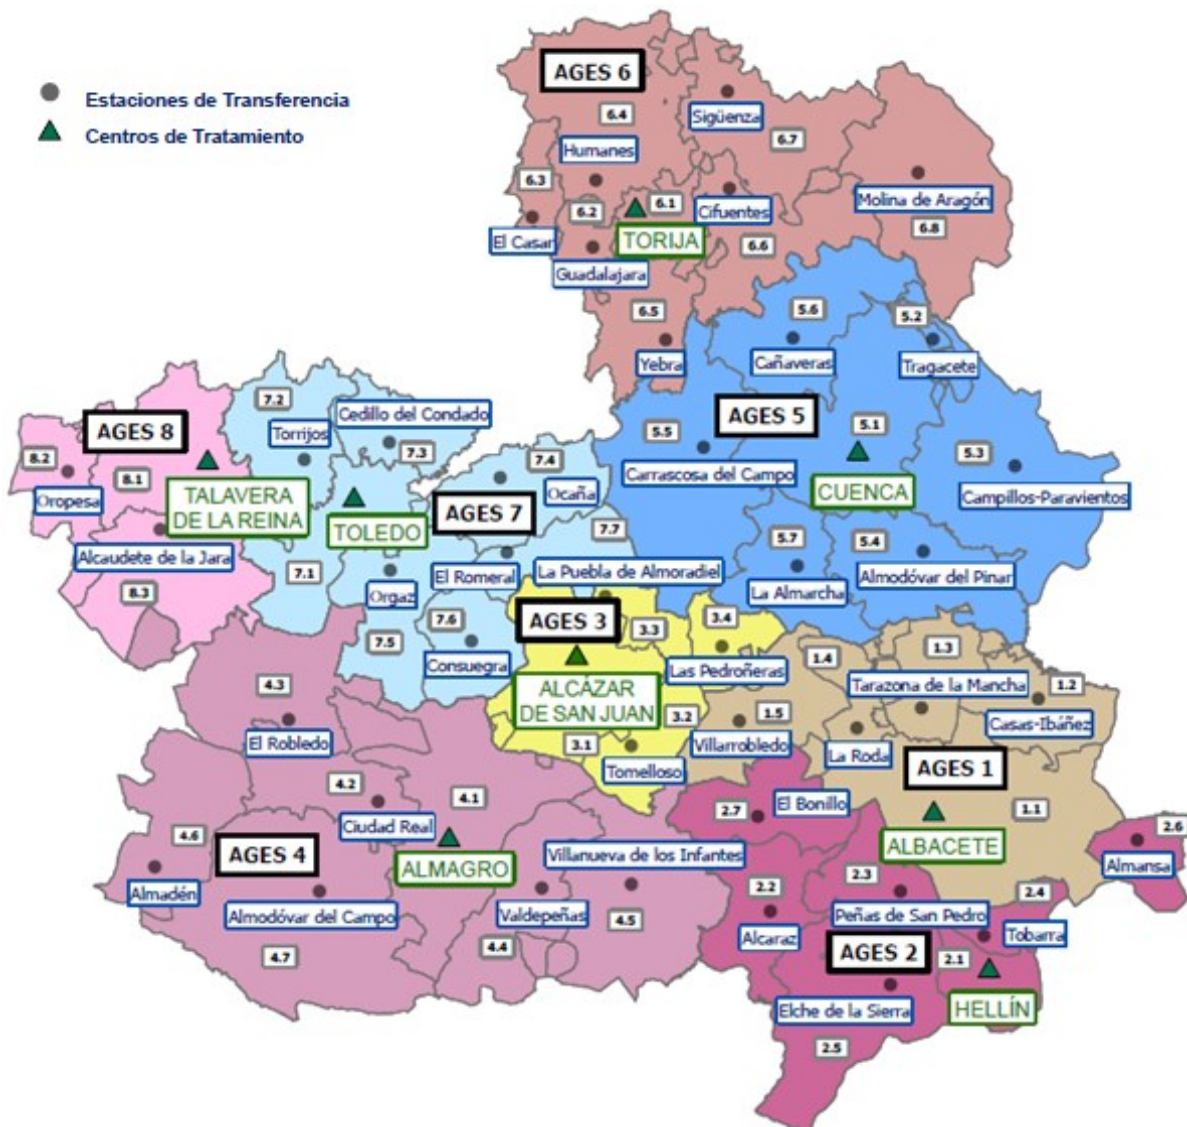 AGES 6
Estaciones de Transferencia
Centros de Tratamiento
6.4
Sigüenza
6.7
Humanes
6.3
6.2
6.1
Cifuentes
Molina de Aragón
6.8
El Casar
TORIJA
6.6
Guadalajara
6.5
5.6
5.2
Yebra
Cañaveras
Tragacete
7.2
Cedillo del Condado
AGES 5
AGES 8
Torrijos
5.5
5.1
8.2
8.1
7.3
7.4
Carrascosa del Campo
5.3
Oropesa
TALAVERA
DE LA REINA
Ocaña
CUENCA
Campillos-Paravientos
TOLEDO
AGES 7
7.7
5.7
5.4
Alcaudete de la Jara
7.1
El Romeral
La Puebla de Almoradiel
Almodóvar del Pinar
8.3
Orgaz
La Almarcha
7.6
AGES 3
3.3
3.4
7.5
Consuegra
Las Pedroñeras
1.4
1.3
4.3
ALCÁZAR
DE SAN JUAN
Tarazona de la Mancha
1.2
3.2
1.5
Casas-Ibáñez
El Robledo
3.1
Villarrobledo
La Roda
Tomelloso
AGES 1
4.2
4.1
2.7
El Bonillo
1.1
Ciudad Real
2.6
4.6
AGES 4
ALMAGRO
Villanueva de los Infantes
ALBACETE
Almansa
Almadén
2.2
2.3
2.4
Almodóvar del Campo
Valdepeñas
4.5
Peñas de San Pedro
Alcaraz
Tobarra
4.7
4.4
AGES 2
2.1
Elche de la Sierra
HELLÍN
2.5